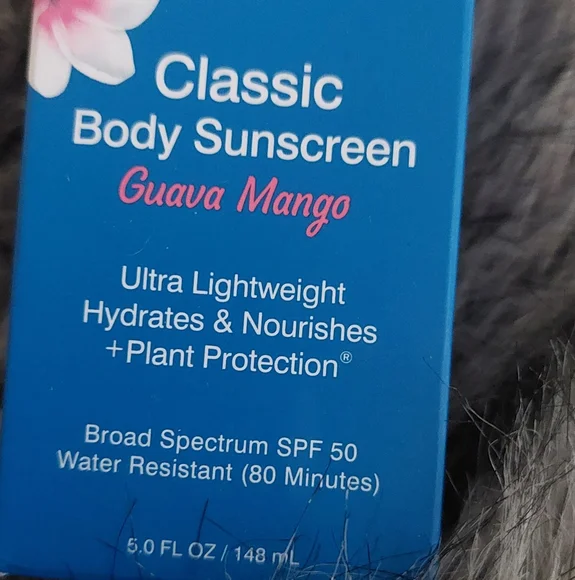 Classic
Body Sunscreen
Guava Mango
Ultra Lightweight
Hydrates & Nourishes
+Plant Protection®
Broad Spectrum SPF 50
Water Resistant (80 Minutes)
5.0 FL OZ / 148 mL